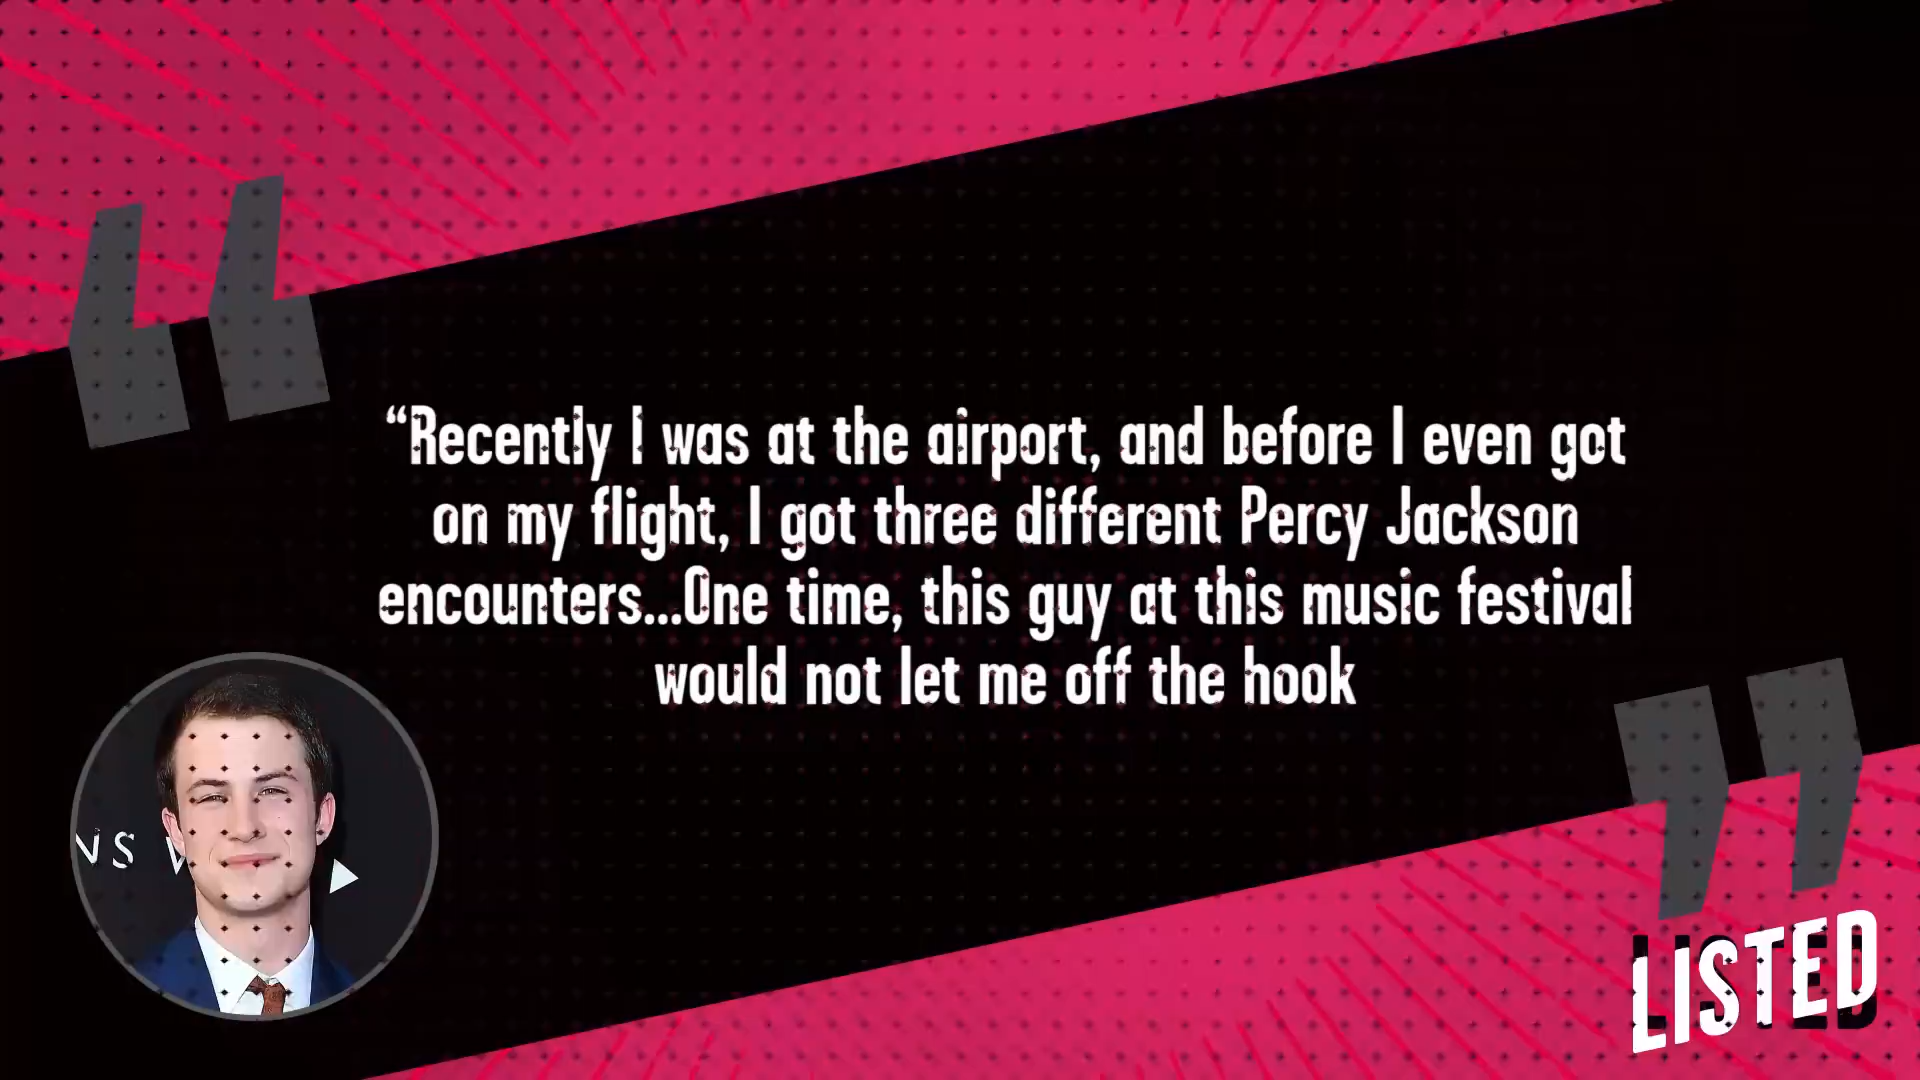 “Recently I was at the airport, and before I even got
on my flight, I got three different Percy Jackson
encounters...One time, this guy at this music festival
would not let me off the hook
NS
LISTED